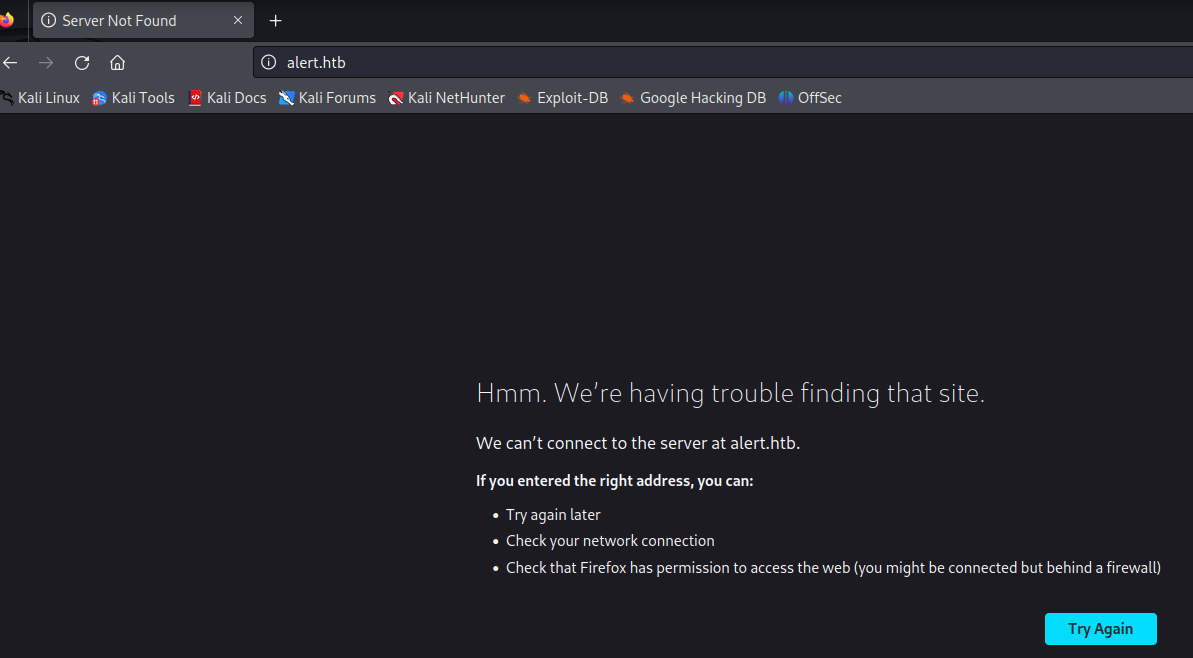 Server Not Found
alert.htb
Kali Linux Kali Tools Kali Docs Kali Forums Kali NetHunter Exploit-DB Google Hacking DB OffSec
Hmm. We’re having trouble finding that site.
We can’t connect to the server at alert.htb.
If you entered the right address, you can:
• Try again later
• Check your network connection
• Check that Firefox has permission to access the web (you might be connected but behind a firewall)
Try Again